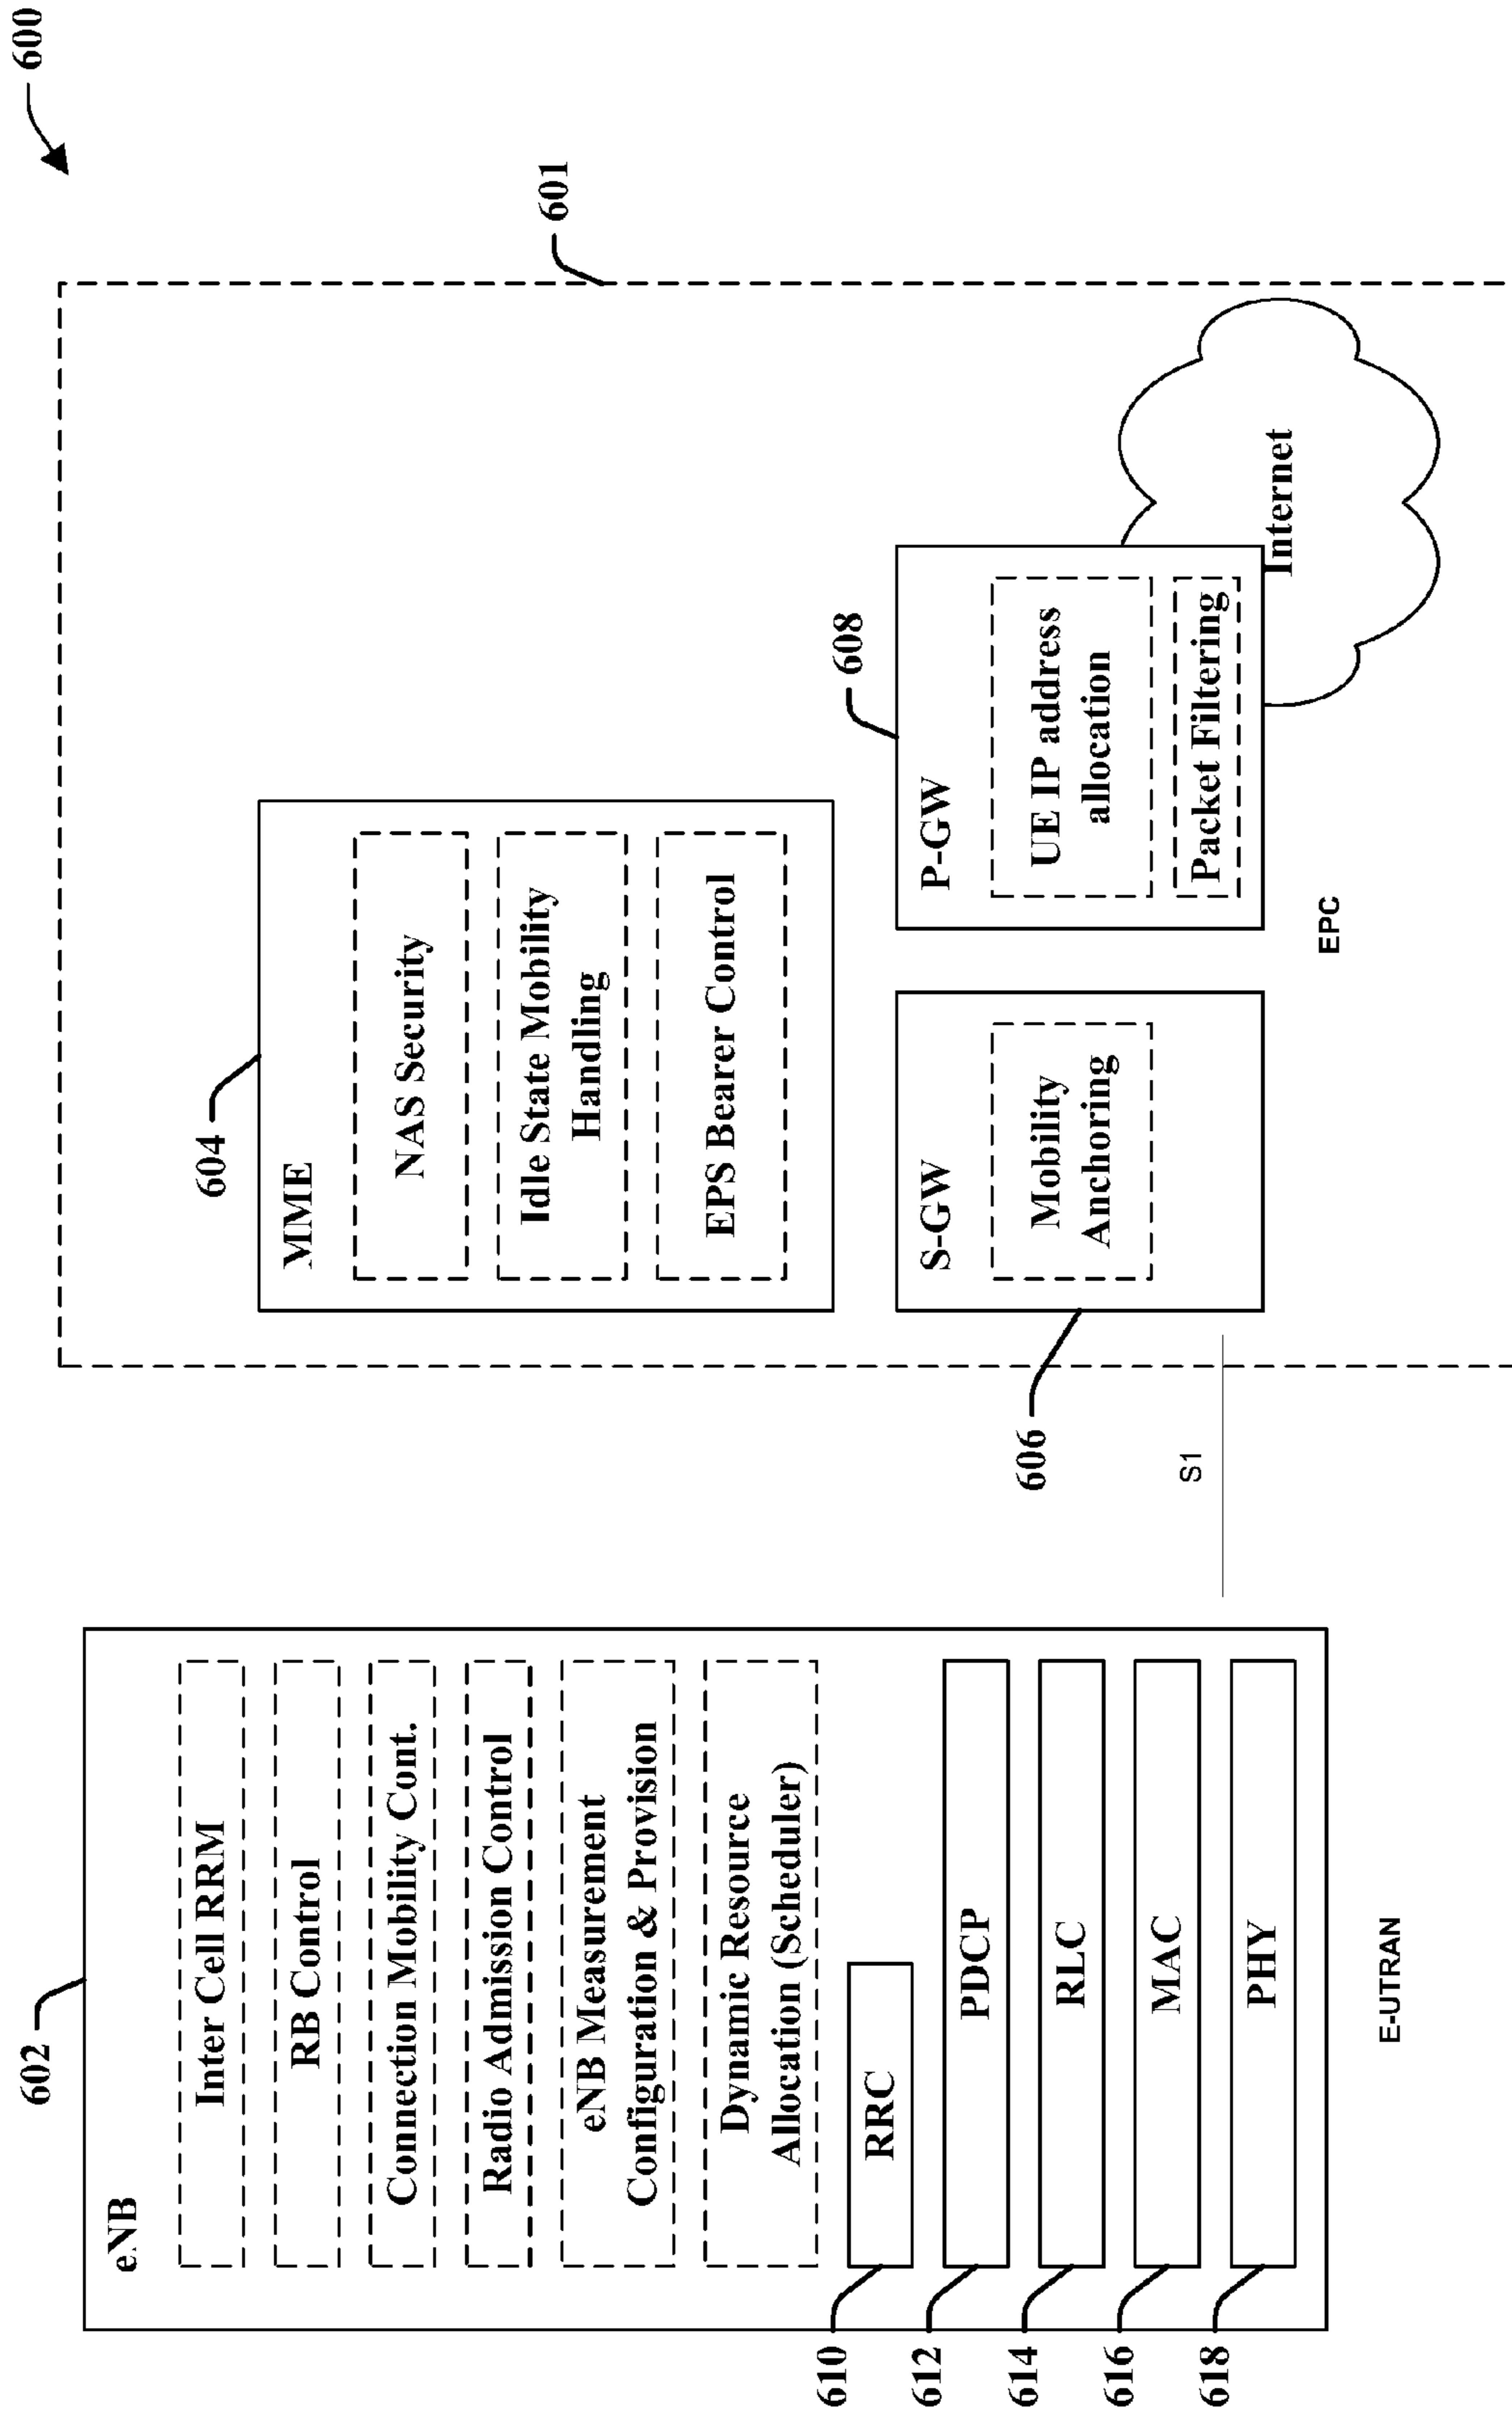 600
602
eNB
Inter Cell RRM
RB Control
Connection Mobility Cont.
Radio Admission Control
eNB Measurement
Configuration & Provision
Dynamic Resource
Allocation (Scheduler)
610
RRC
612
PDCP
614
RLC
616
MAC
618
PHY
E-UTRAN
S1
601
604
MME
NAS Security
Idle State Mobility
Handling
EPS Bearer Control
606
S-GW
Mobility
Anchoring
608
P-GW
UE IP address
allocation
Packet Filtering
Internet
EPC